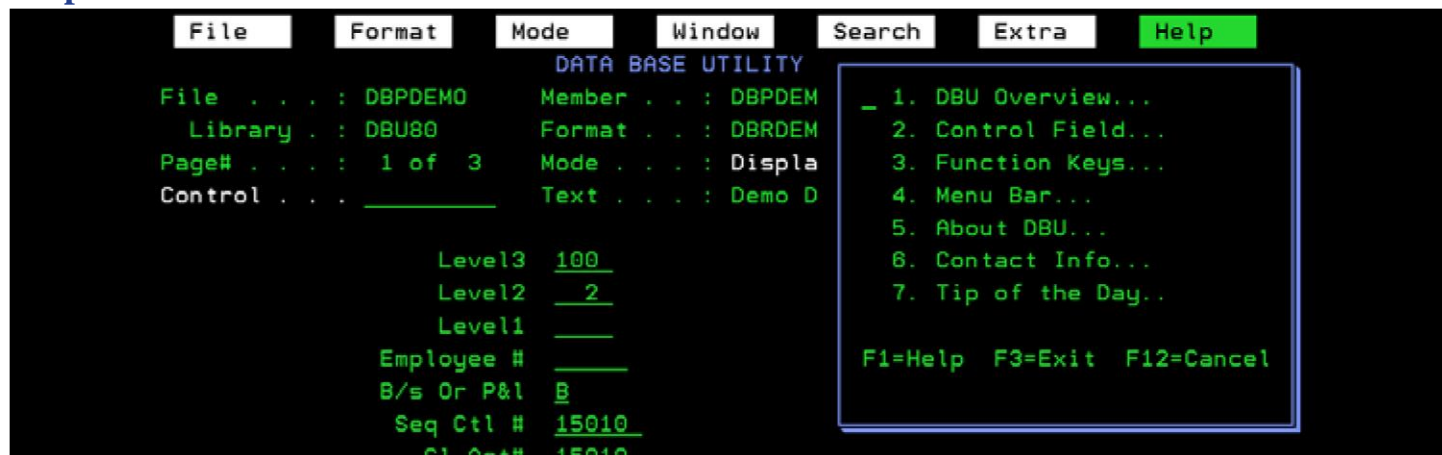 File Format Mode Window Search Extra Help
DATA BASE UTILITY
File . . . : DBPDEMO Member . . : DBPDEM _ 1. DBU Overview...
Library . : DBU80 Format . . : DBRDEM 2. Control Field...
Page# . . . : 1 of 3 Mode . . . : Displa 3. Function Keys...
Control . . . Text . . . : Demo D 4. Menu Bar...
5. About DBU...
Level3 100 6. Contact Info...
Level2 2 7. Tip of the Day..
Level1
Employee # F1=Help F3=Exit F12=Cancel
B/s Or P&l B
Seq Ctl # 15010